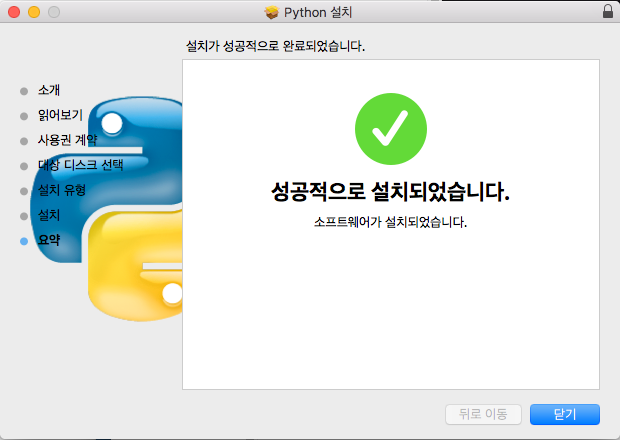 Python 설치
설치가 성공적으로 완료되었습니다.
소개
읽어보기
사용권 계약
대상 디스크 선택
설치 유형
설치
요약
성공적으로 설치되었습니다.
소프트웨어가 설치되었습니다.
뒤로 이동
닫기